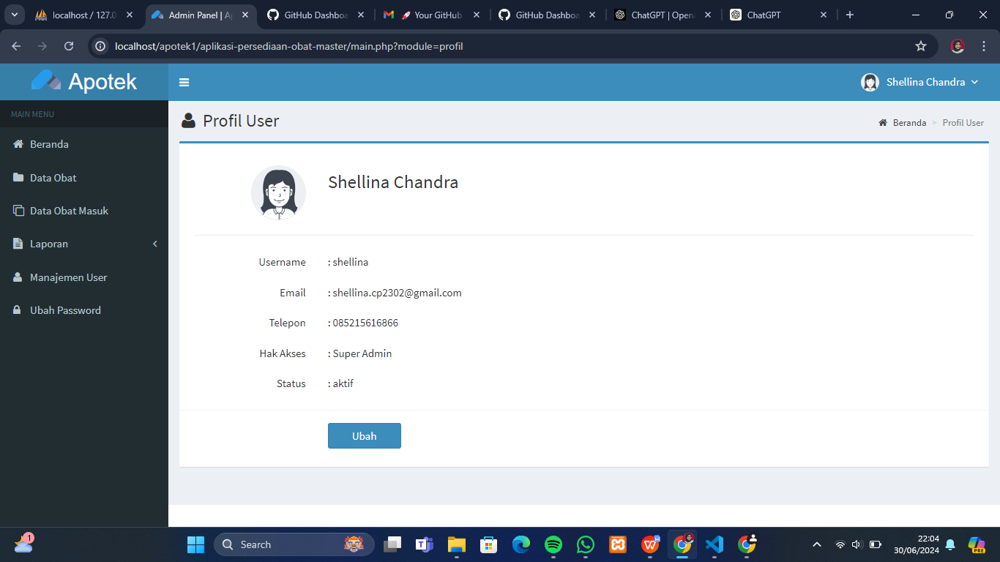 localhost / 127.0
Admin Panel | A
GitHub Dashboa
🚀 Your GitHub
GitHub Dashboa
ChatGPT | OpenA
ChatGPT
localhost/apotek1/aplikasi-persediaan-obat-master/main.php?module=profil
Apotek
Shellina Chandra
MAIN MENU
Profil User
Beranda > Profil User
Beranda
Data Obat
Data Obat Masuk
Laporan
Manajemen User
Ubah Password
Shellina Chandra
Username : shellina
Email : shellina.cp2302@gmail.com
Telepon : 085215616866
Hak Akses : Super Admin
Status : aktif
Ubah
1
Search
22:04
30/06/2024
PRE